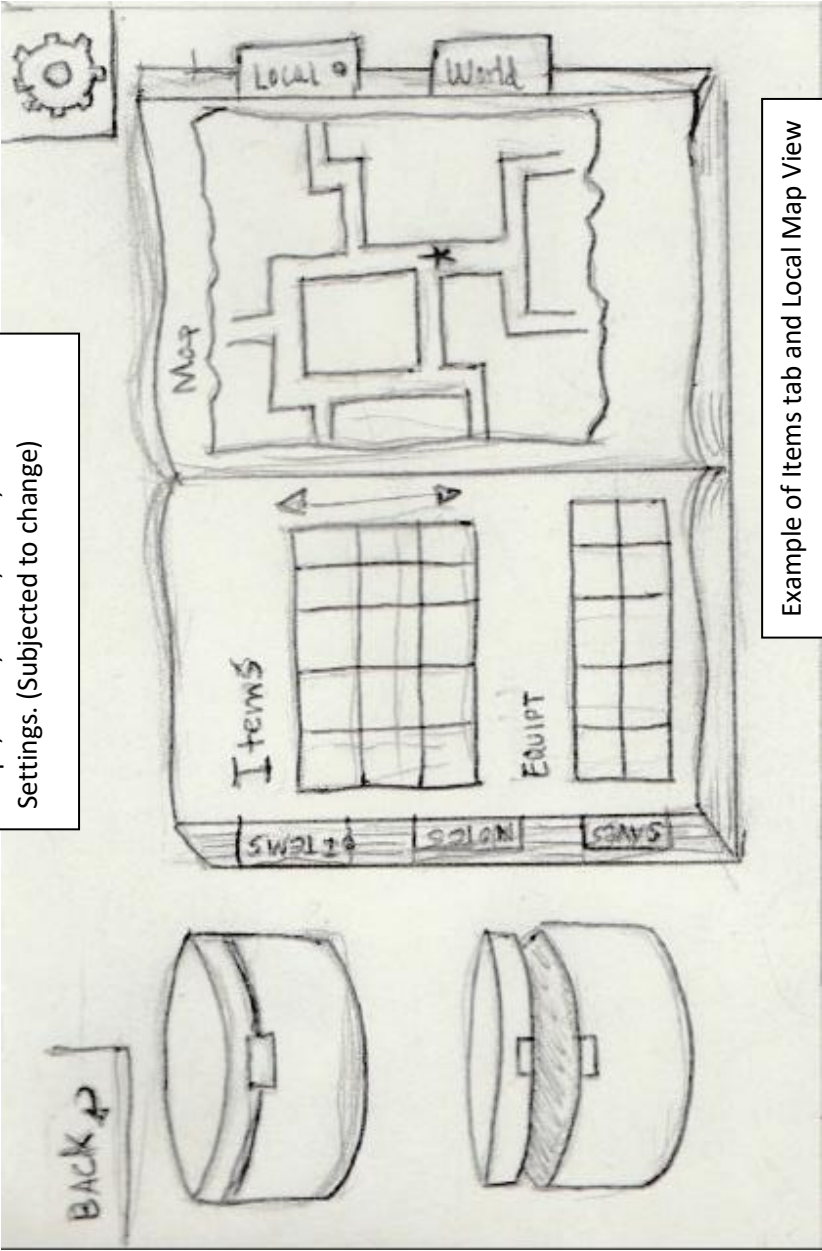 Settings. (Subjected to change)
BACK
Items
EQUIPT
ITEMS
NOTES
SAVES
Map
Local
World
Example of Items tab and Local Map View